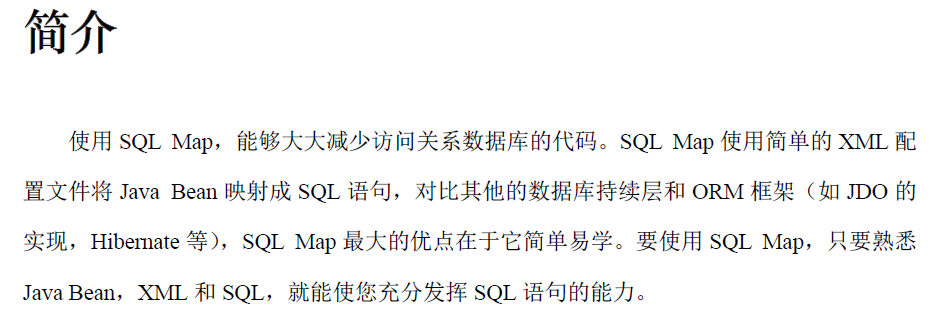 简介
使用 SQL Map，能够大大减少访问关系数据库的代码。SQL Map 使用简单的 XML 配
置文件将 Java Bean 映射成 SQL 语句，对比其他的数据库持续层和 ORM 框架（如 JDO 的
实现，Hibernate 等），SQL Map 最大的优点在于它简单易学。要使用 SQL Map，只要熟悉
Java Bean，XML 和 SQL，就能使您充分发挥 SQL 语句的能力。